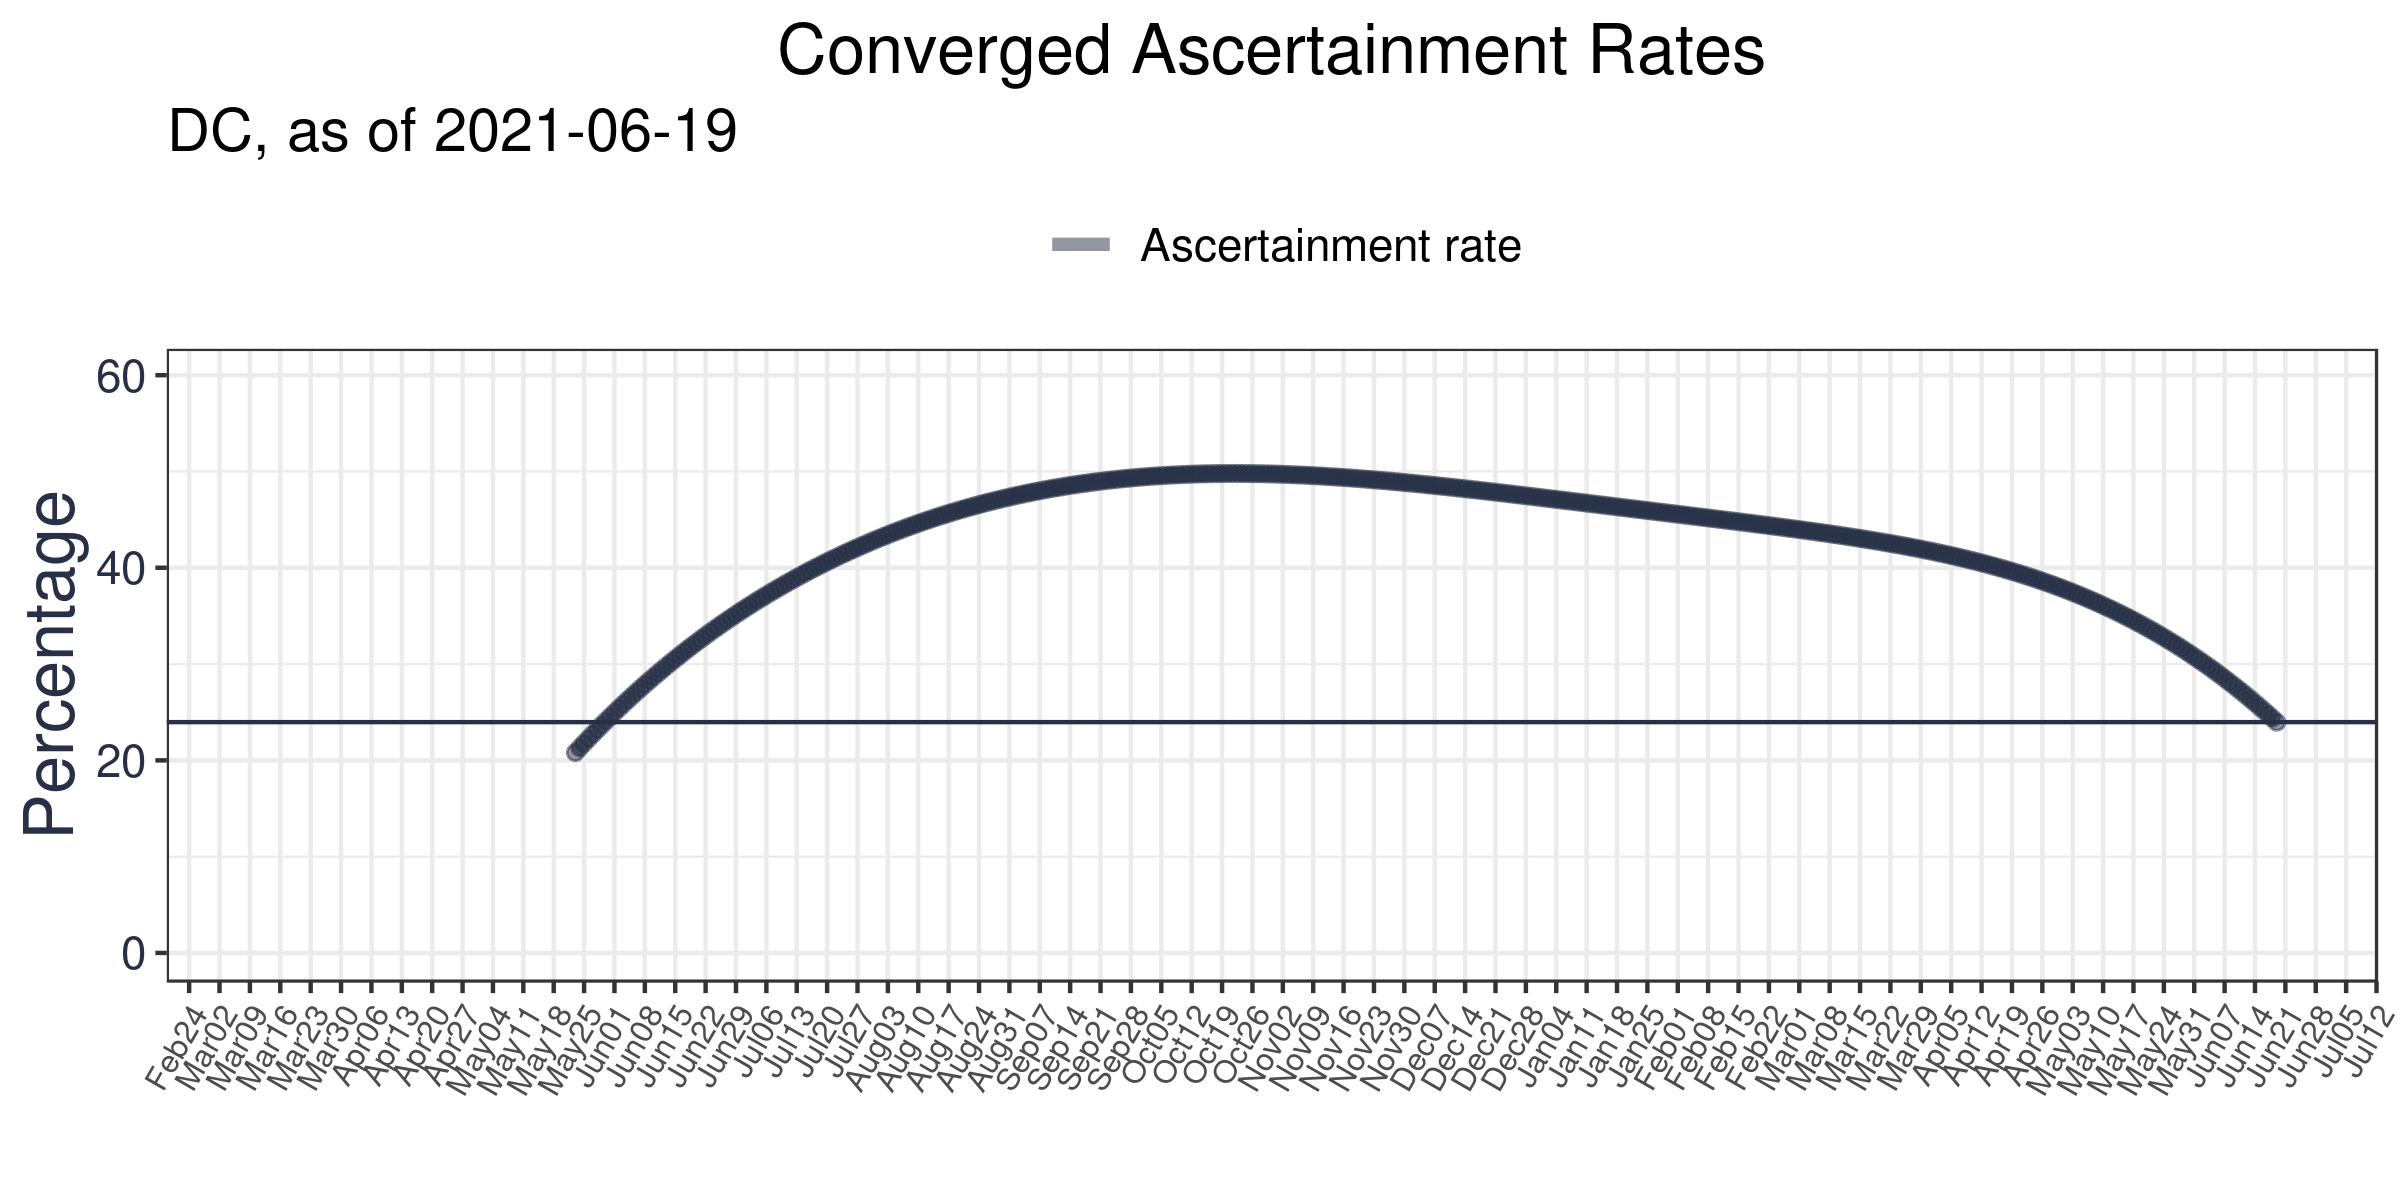 Converged Ascertainment Rates
DC, as of 2021-06-19
Ascertainment rate
Percentage
60
40
20
0
Feb24
Mar02
Mar09
Mar16
Mar23
Mar30
Apr06
Apr13
Apr20
Apr27
May04
May11
May18
May25
Jun01
Jun08
Jun15
Jun22
Jun29
Jul06
Jul13
Jul20
Jul27
Aug03
Aug10
Aug17
Aug24
Aug31
Sep07
Sep14
Sep21
Sep28
Oct05
Oct12
Oct19
Oct26
Nov02
Nov09
Nov16
Nov23
Nov30
Dec07
Dec14
Dec21
Dec28
Jan04
Jan11
Jan18
Jan25
Feb01
Feb08
Feb15
Feb22
Mar01
Mar08
Mar15
Mar22
Mar29
Apr05
Apr12
Apr19
Apr26
May03
May10
May17
May24
May31
Jun07
Jun14
Jun21
Jun28
Jul05
Jul12